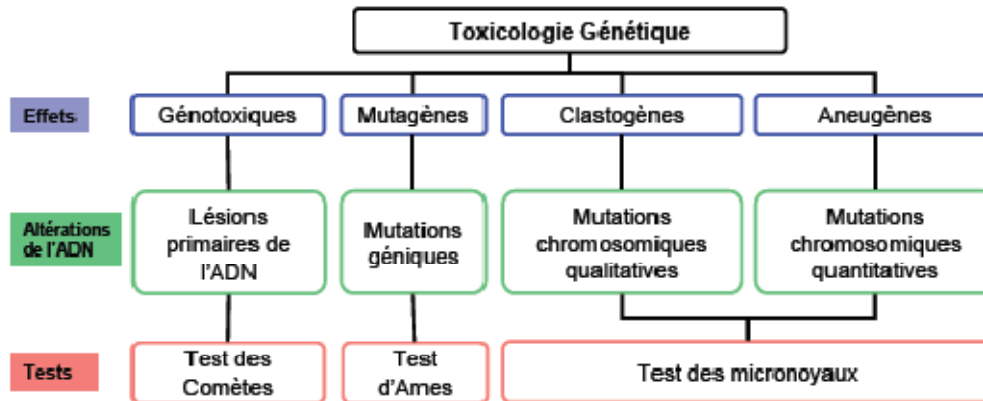 Toxicologie Génétique
Effets
Génotoxiques
Mutagènes
Clastogènes
Aneugènes
Altérations
de l'ADN
Lésions
primaires de
l'ADN
Mutations
géniques
Mutations
chromosomiques
qualitatives
Mutations
chromosomiques
quantitatives
Tests
Test des
Comètes
Test
d'Ames
Test des micronoyaux